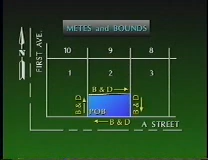 METES and BOUNDS
FIRST AVE.
N
10 9 8
1 2 3
B & D
B & D
B & D
POB
B & D
A STREET